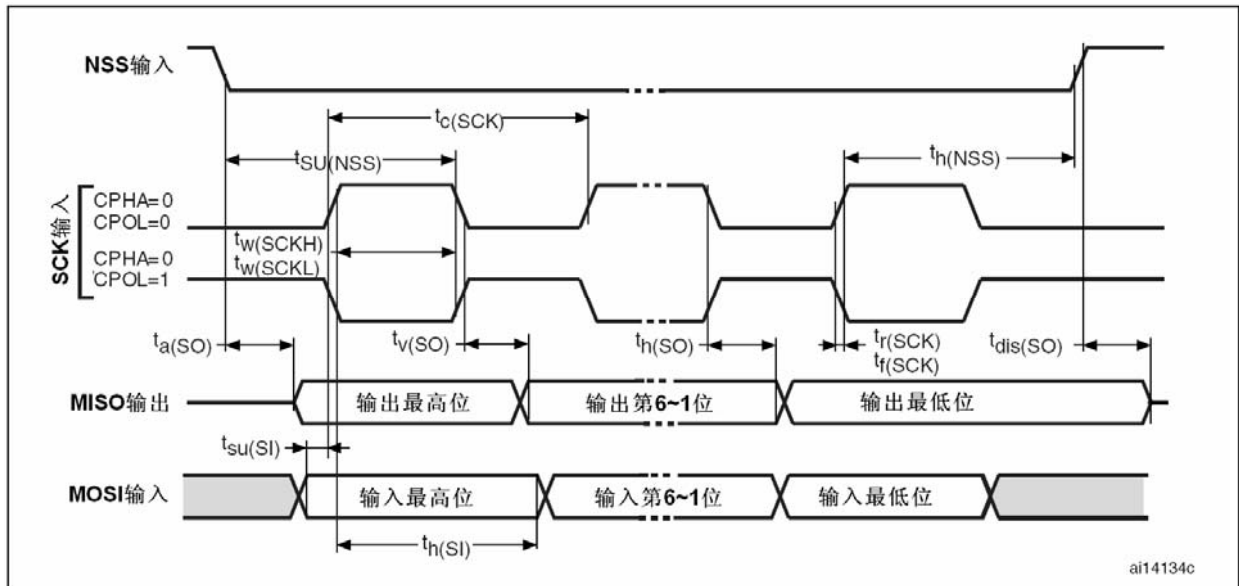 NSS输入
tc(SCK)
tSU(NSS)
th(NSS)
SCK输入
CPHA=0
CPOL=0
tw(SCKH)
CPHA=0
tw(SCKL)
CPOL=1
ta(SO)
tv(SO)
th(SO)
tr(SCK)
tf(SCK)
tdis(SO)
MISO输出
输出最高位
输出第6~1位
输出最低位
tsu(SI)
MOSI输入
输入最高位
输入第6~1位
输入最低位
th(SI)
ai14134c